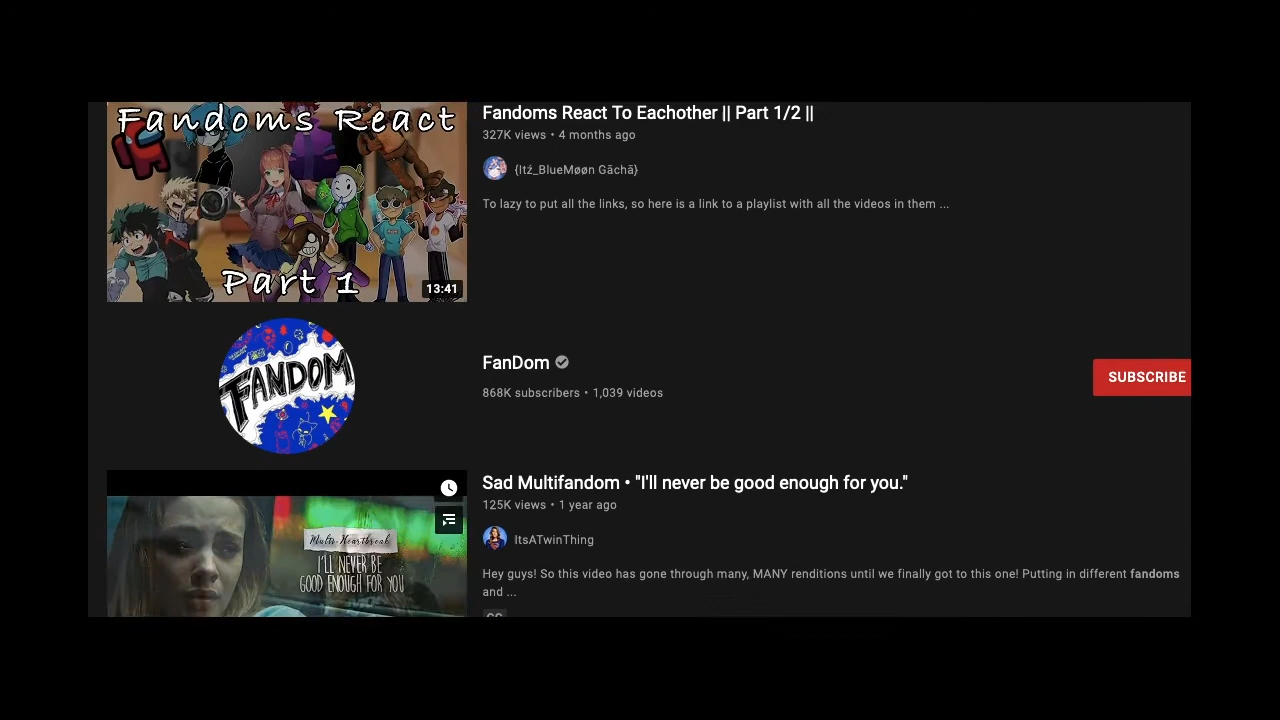 Fandoms React
Part 1
13:41
Fandoms React To Eachother || Part 1/2 ||
327K views • 4 months ago
{Itź_BlueMøøn Gāchā}
To lazy to put all the links, so here is a link to a playlist with all the videos in them ...
FANDOM
FanDom
868K subscribers • 1,039 videos
SUBSCRIBE
Multi-Heartbreak
I'LL NEVER BE
GOOD ENOUGH FOR YOU
Sad Multifandom • "I'll never be good enough for you."
125K views • 1 year ago
ItsATwinThing
Hey guys! So this video has gone through many, MANY renditions until we finally got to this one! Putting in different fandoms
and ...